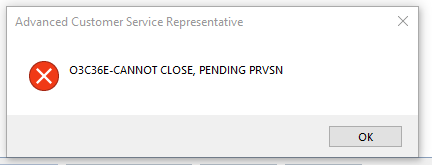 Advanced Customer Service Representative
O3C36E-CANNOT CLOSE, PENDING PRVSN
OK